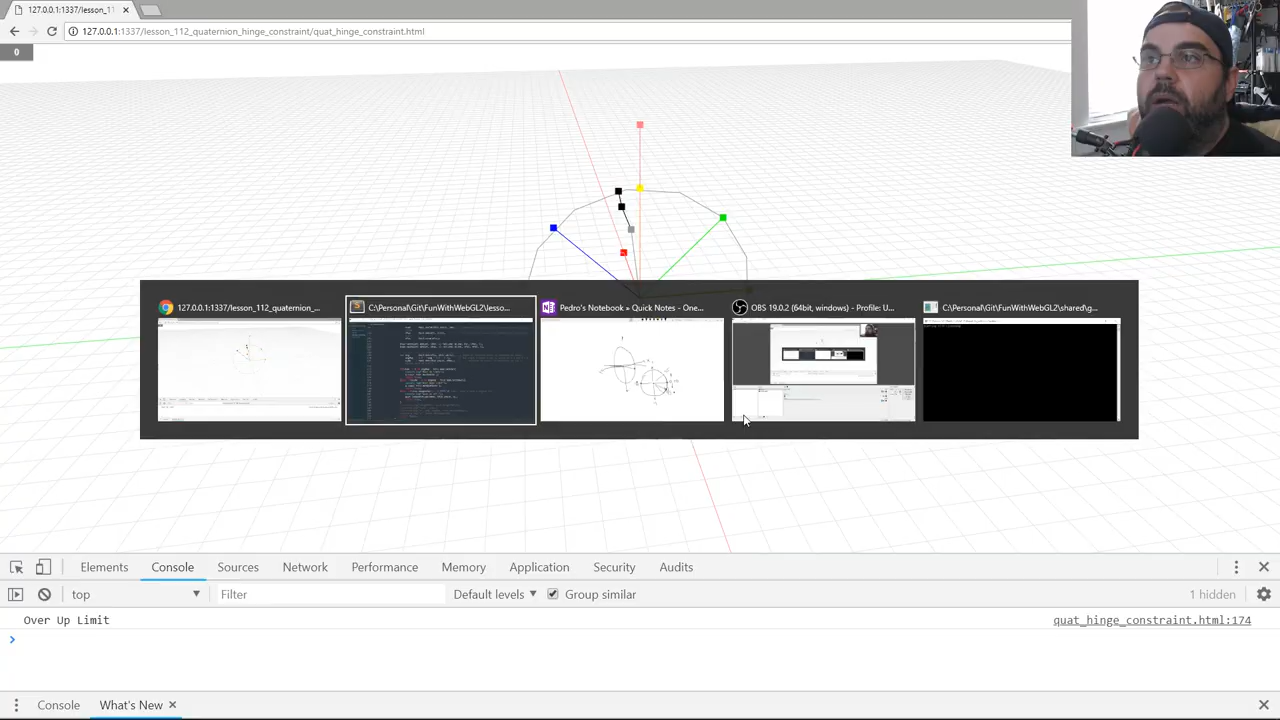 127.0.0.1:1337/lesson_11
127.0.0.1:1337/lesson_112_quaternion_hinge_constraint/quat_hinge_constraint.html
0
127.0.0.1:1337/lesson_112_quaternion_...
C:\Personal\Git\FunWithWebGL2\lesso...
Pedro's Notebook » Quick Notes - One...
OBS 19.0.2 (64bit, windows) - Profile: U...
C:\Personal\Git\FunWithWebGL2\shared\g...
Elements
Console
Sources
Network
Performance
Memory
Application
Security
Audits
top
Filter
Default levels
Group similar
1 hidden
Over Up Limit
quat_hinge_constraint.html:174
Console
What's New